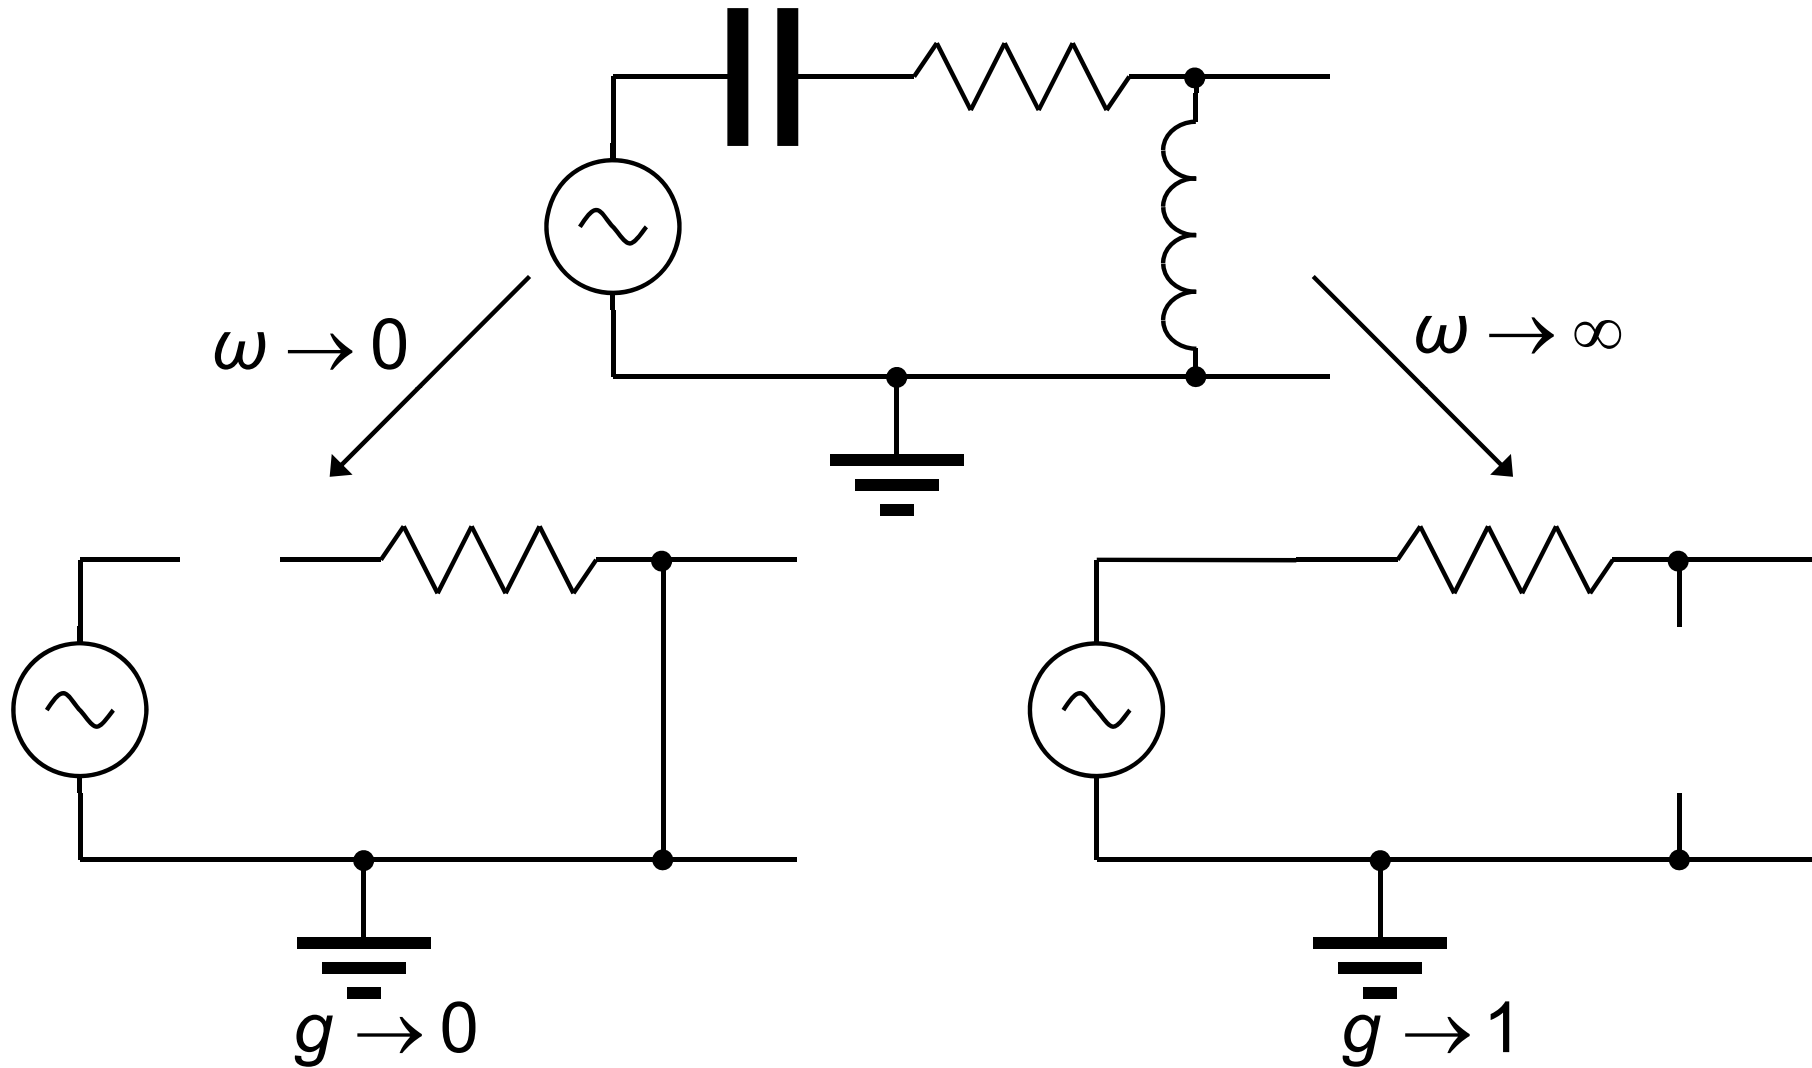 ω → 0
ω → ∞
g → 0
g → 1